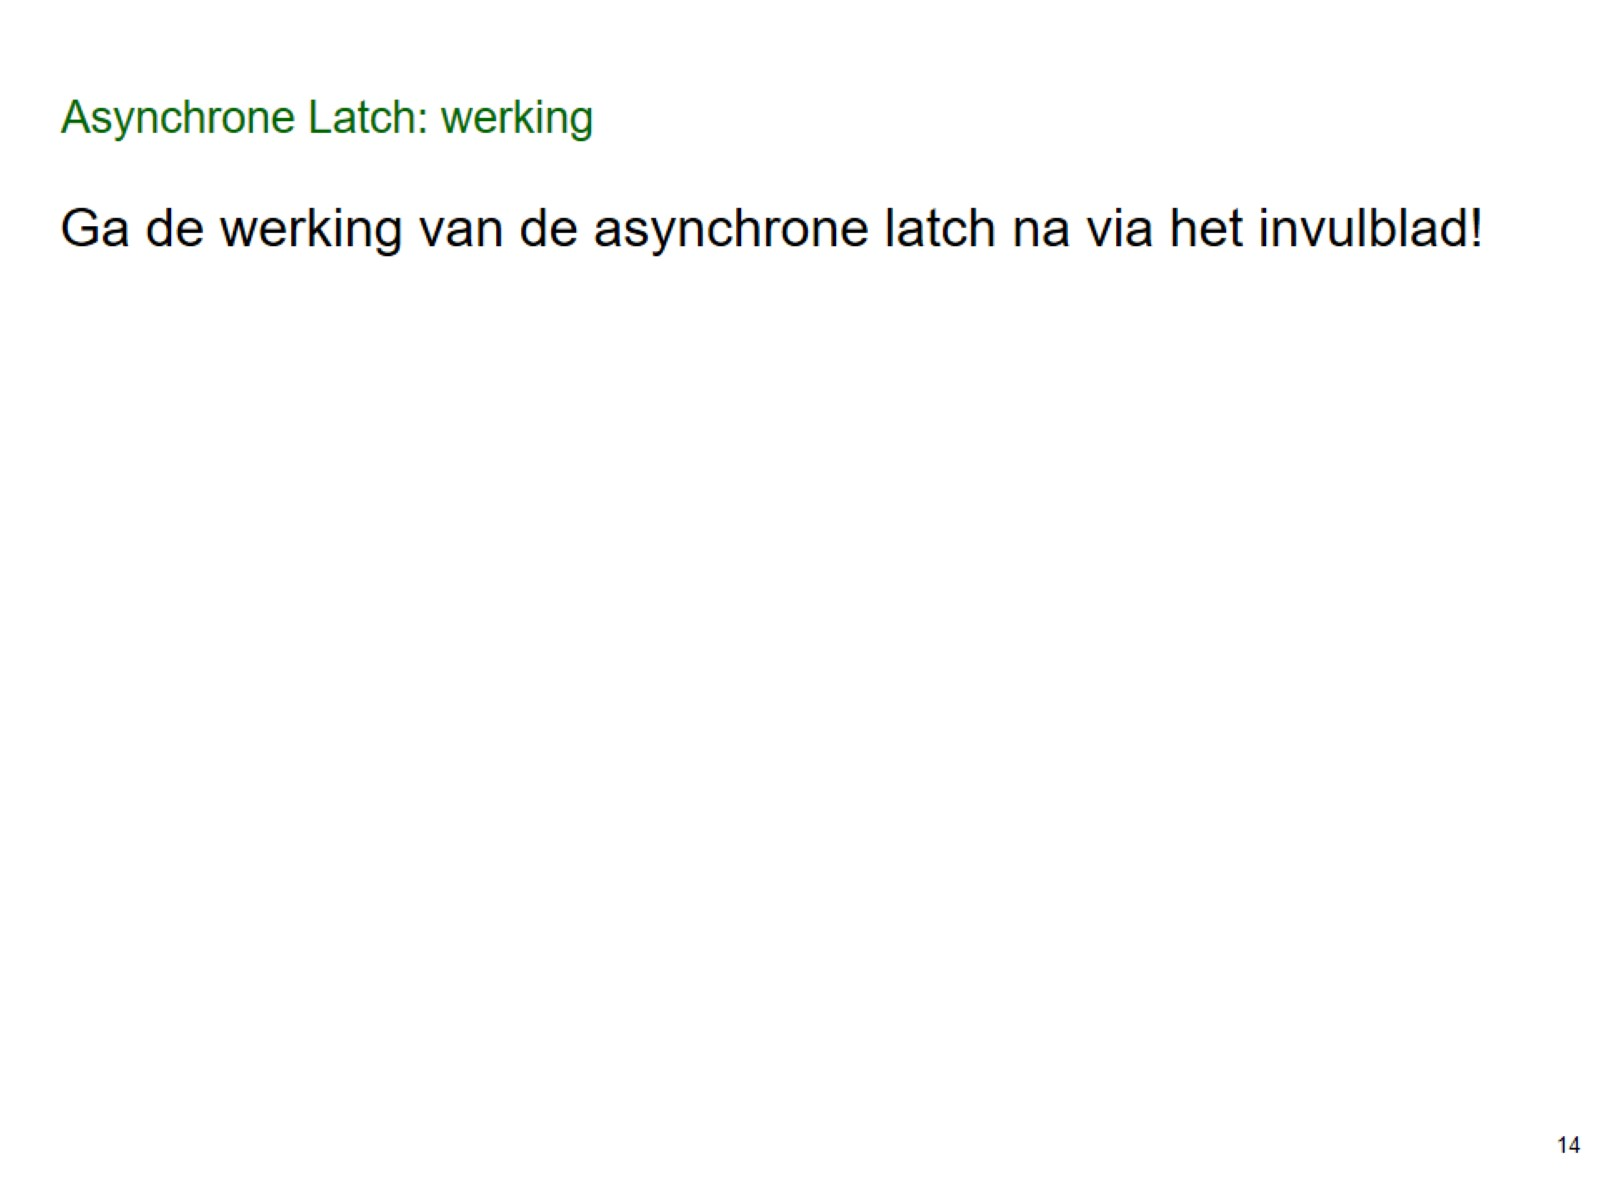 Asynchrone Latch: werking
Ga de werking van de asynchrone latch na via het invulblad!
14